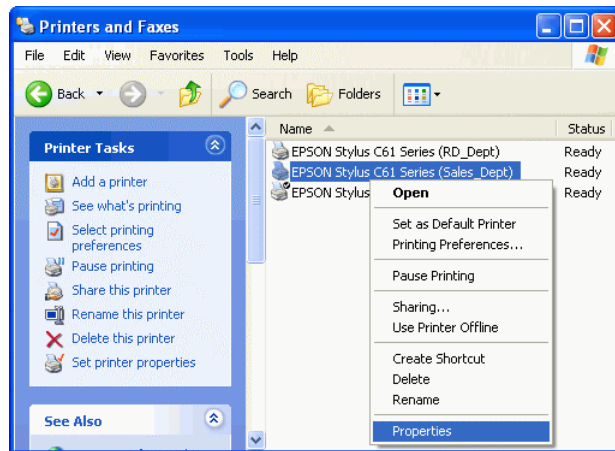 Printers and Faxes
File Edit View Favorites Tools Help
Back Search Folders
Printer Tasks
Add a printer
See what's printing
Select printing
preferences
Pause printing
Share this printer
Rename this printer
Delete this printer
Set printer properties
See Also
Name Status
EPSON Stylus C61 Series (RD_Dept) Ready
EPSON Stylus C61 Series (Sales_Dept) Ready
EPSON Stylus Ready
Open
Set as Default Printer
Printing Preferences...
Pause Printing
Sharing...
Use Printer Offline
Create Shortcut
Delete
Rename
Properties